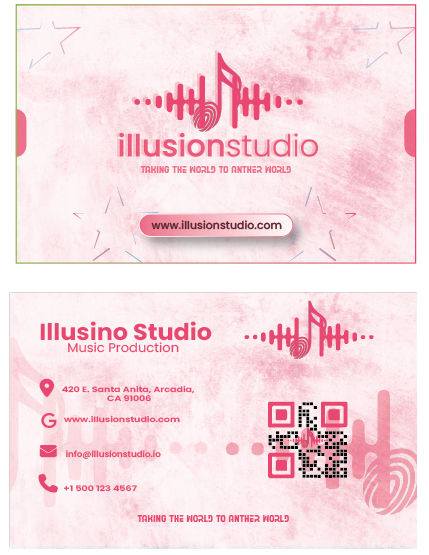 illusionstudio
TAKING THE WORLD TO ANTHER WORLD
www.illusionstudio.com
Illusino Studio
Music Production
420 E. Santa Anita, Arcadia,
CA 91006
www.illusionstudio.com
info@illusionstudio.io
+1 500 123 4567
TAKING THE WORLD TO ANTHER WORLD